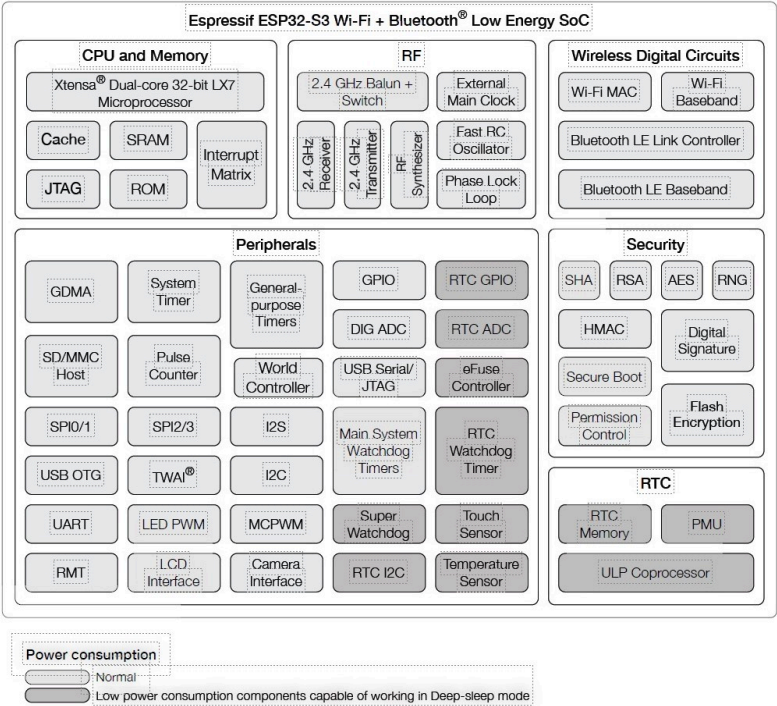 Espressif ESP32-S3 Wi-Fi + Bluetooth® Low Energy SoC
CPU and Memory
Xtensa® Dual-core 32-bit LX7
Microprocessor
Cache
SRAM
Interrupt
Matrix
JTAG
ROM
RF
2.4 GHz Balun +
Switch
External
Main Clock
2.4 GHz
Receiver
2.4 GHz
Transmitter
RF
Synthesizer
Fast RC
Oscillator
Phase Lock
Loop
Wireless Digital Circuits
Wi-Fi MAC
Wi-Fi
Baseband
Bluetooth LE Link Controller
Bluetooth LE Baseband
Peripherals
GDMA
System
Timer
General-
purpose
Timers
GPIO
RTC GPIO
DIG ADC
RTC ADC
SD/MMC
Host
Pulse
Counter
World
Controller
USB Serial/
JTAG
eFuse
Controller
SPI0/1
SPI2/3
I2S
Main System
Watchdog
Timers
RTC
Watchdog
Timer
USB OTG
TWAI®
I2C
UART
LED PWM
MCPWM
Super
Watchdog
Touch
Sensor
RMT
LCD
Interface
Camera
Interface
RTC I2C
Temperature
Sensor
Security
SHA
RSA
AES
RNG
HMAC
Digital
Signature
Secure Boot
Permission
Control
Flash
Encryption
RTC
RTC
Memory
PMU
ULP Coprocessor
Power consumption
Normal
Low power consumption components capable of working in Deep-sleep mode